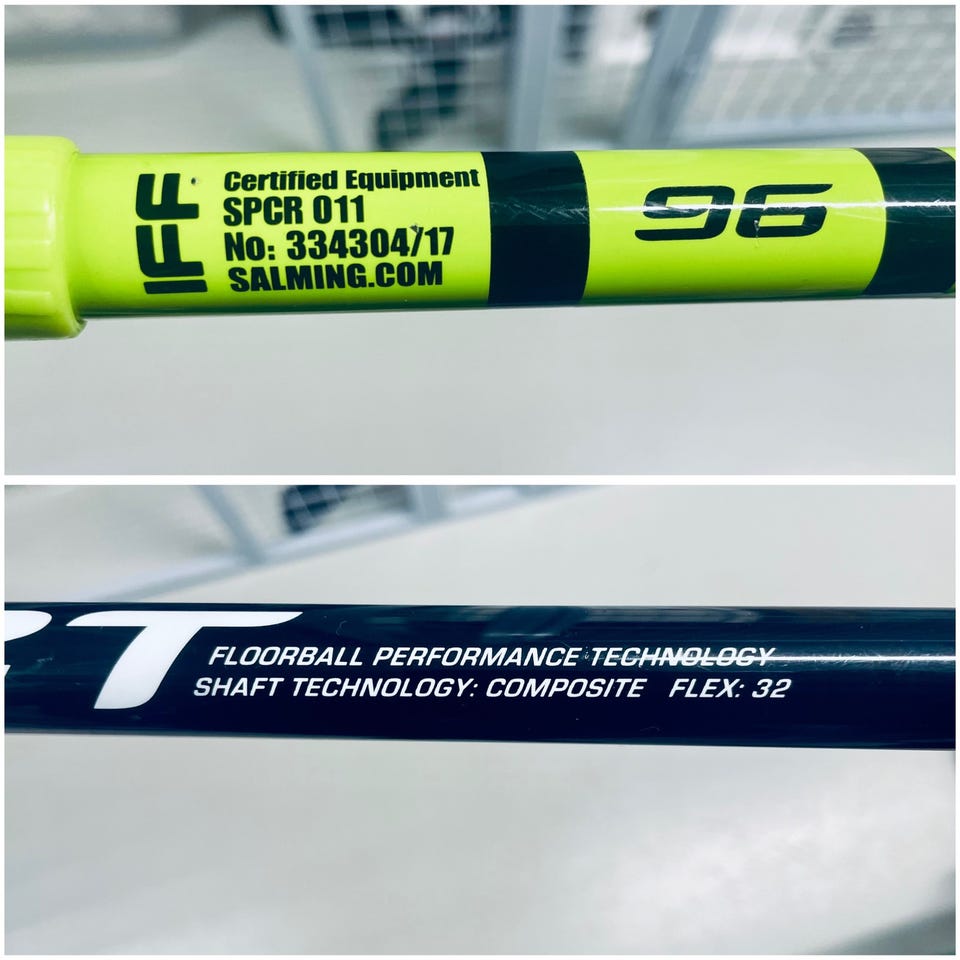 IFF
Certified Equipment
SPCR 011
No: 334304/17
SALMING.COM
96
T
FLOORBALL PERFORMANCE TECHNOLOGY
SHAFT TECHNOLOGY: COMPOSITE FLEX: 32